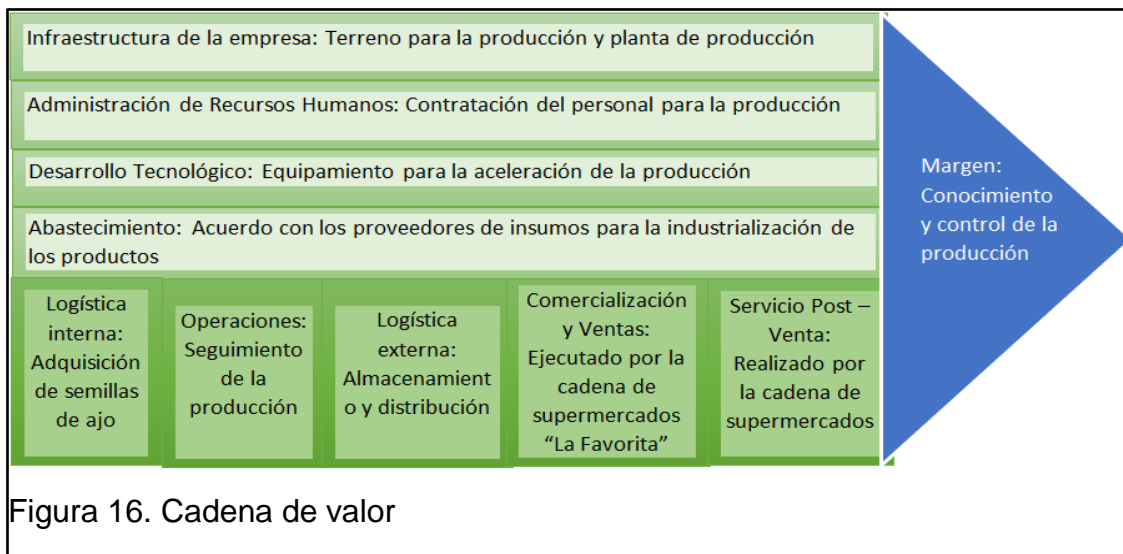 Infraestructura de la empresa: Terreno para la producción y planta de producción
Administración de Recursos Humanos: Contratación del personal para la producción
Desarrollo Tecnológico: Equipamiento para la aceleración de la producción
Abastecimiento: Acuerdo con los proveedores de insumos para la industrialización de
los productos
Logística
interna:
Adquisición
de semillas
de ajo
Operaciones:
Seguimiento
de la
producción
Logística
externa:
Almacenamient
o y distribución
Comercialización
y Ventas:
Ejecutado por la
cadena de
supermercados
“La Favorita”
Servicio Post –
Venta:
Realizado por
la cadena de
supermercados
Margen:
Conocimiento
y control de la
producción
Figura 16. Cadena de valor